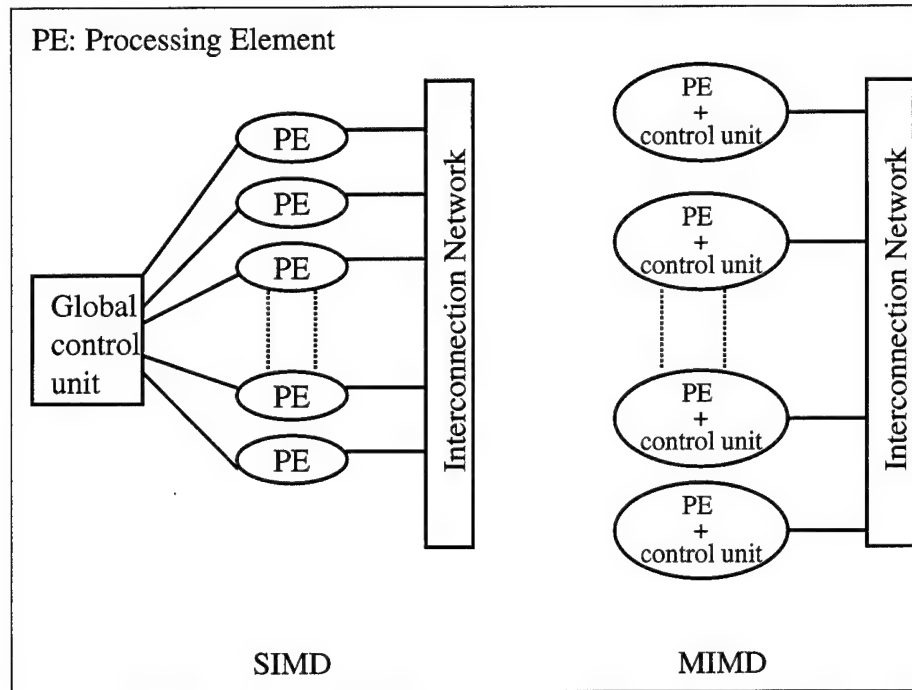 PE: Processing Element
PE
PE
PE
PE
PE
Global
control
unit
Interconnection Network
SIMD
PE
+
control unit
PE
+
control unit
PE
+
control unit
PE
+
control unit
Interconnection Network
MIMD